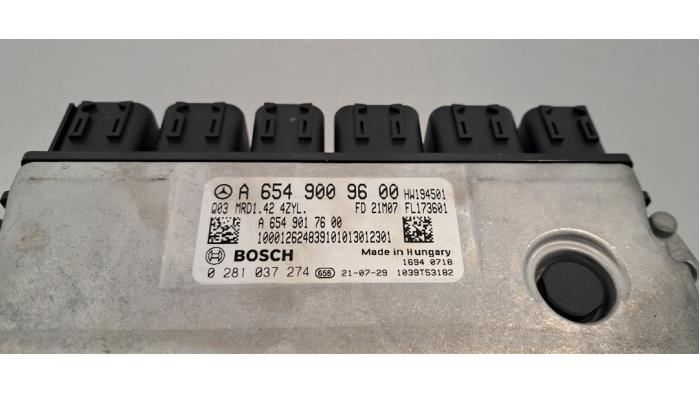 A 654 900 96 00 HW194501
Q03 MRD1.42 4ZYL. FD 21M07 FL173601
A 654 901 76 00
10001262483910101301230​1
BOSCH Made in Hungary
1694 0718
0 281 037 274 658 21-07-29 1039T53182